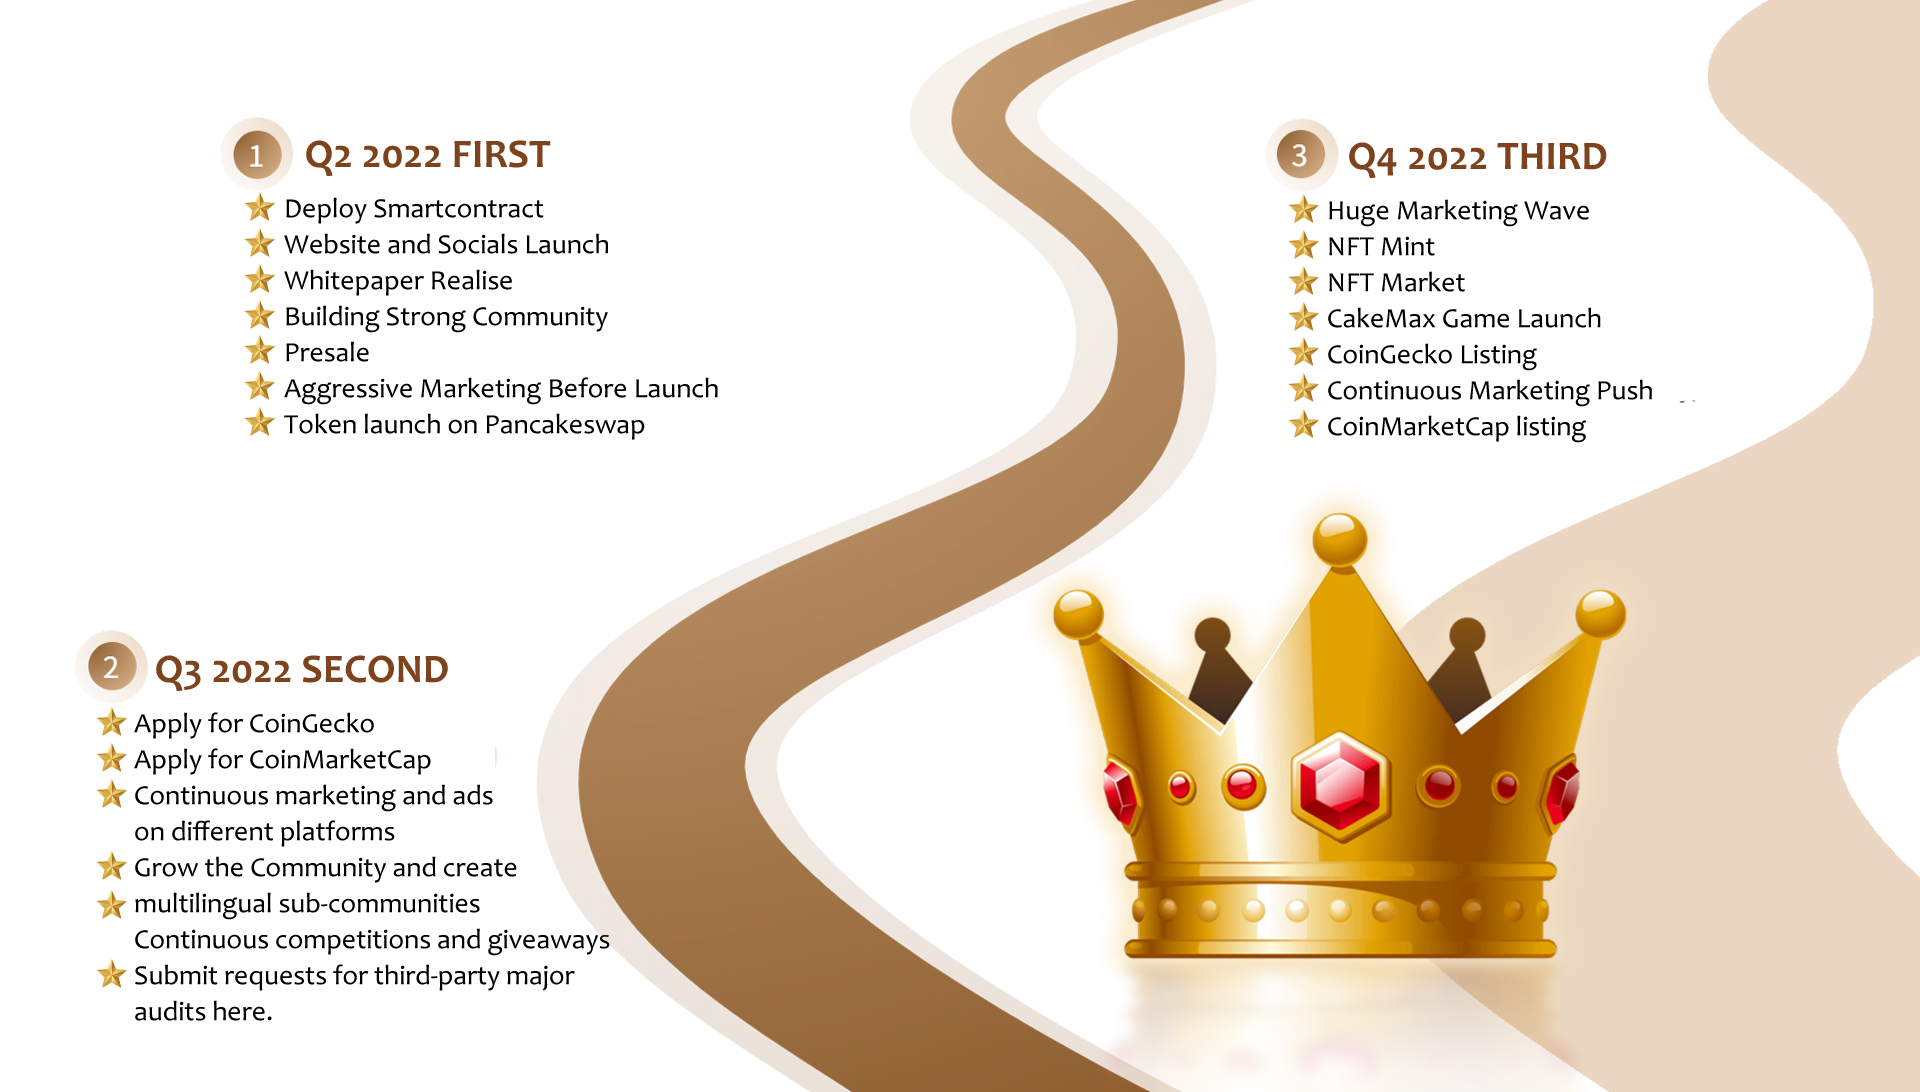 1
Q2 2022 FIRST
Deploy Smartcontract
Website and Socials Launch
Whitepaper Realise
Building Strong Community
Presale
Aggressive Marketing Before Launch
Token launch on Pancakeswap
2
Q3 2022 SECOND
Apply for CoinGecko
Apply for CoinMarketCap
Continuous marketing and ads
on different platforms
Grow the Community and create
multilingual sub-communities
Continuous competitions and giveaways
Submit requests for third-party major
audits here.
3
Q4 2022 THIRD
Huge Marketing Wave
NFT Mint
NFT Market
CakeMax Game Launch
CoinGecko Listing
Continuous Marketing Push
CoinMarketCap listing